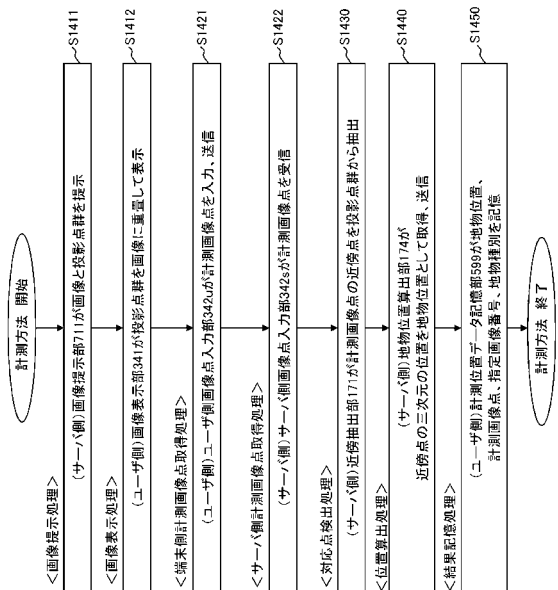 計測方法 開始
<画像提示処理>
S1411
(サーバ側)画像提示部711が画像と投影点群を提示
<画像表示処理>
S1412
(ユーザ側)画像表示部341が投影点群を画像に重畳して表示
<端末側計測画像点取得処理>
S1421
(ユーザ側)ユーザ側画像点入力部342uが計測画像点を入力、送信
<サーバ側計測画像点取得処理>
S1422
(サーバ側)サーバ側画像点入力部342sが計測画像点を受信
<対応点検出処理>
S1430
(サーバ側)近傍抽出部171が計測画像点の近傍点を投影点群から抽出
<位置算出処理>
S1440
(サーバ側)地物位置算出部174が
近傍点の三次元の位置を地物位置として取得、送信
<結果記憶処理>
S1450
(ユーザ側)計測位置データ記憶部599が地物位置、
計測画像点、指定画像番号、地物種別を記憶
計測方法 終了